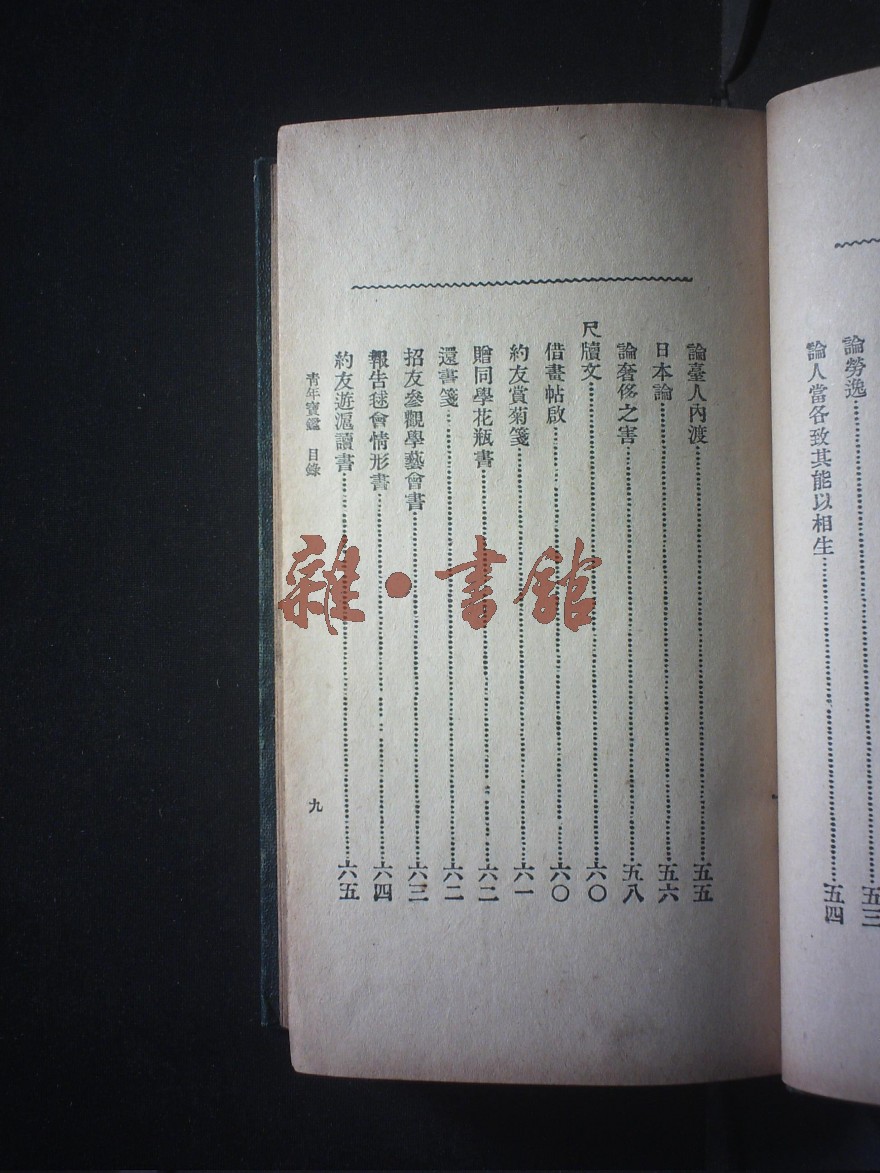 論勞逸……五三
論人當各致其能以相生……五四
論臺人內渡……五五
日本論……五六
論奢侈之害……五八
尺牘文……六〇
借畫帖啟……六〇
約友賞菊箋……六一
贈同學花瓶書……六二
還書箋……六二
招友參觀學藝會書……六三
報告毬會情形書……六四
約友遊滬讀書……六五
青年寶鑑 目錄
九
雜·書館